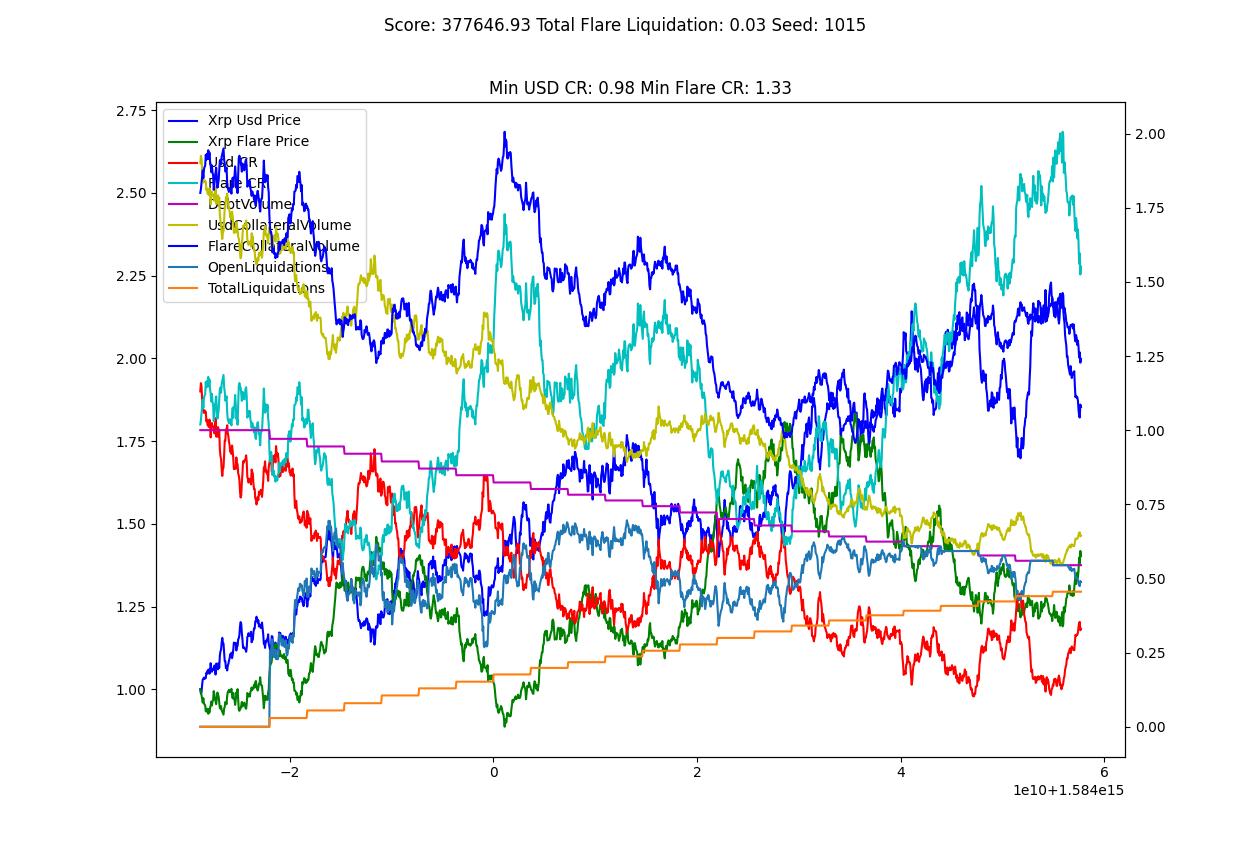 Score: 377646.93 Total Flare Liquidation: 0.03 Seed: 1015
Min USD CR: 0.98 Min Flare CR: 1.33
2.75
2.50
2.25
2.00
1.75
1.50
1.25
1.00
Xrp Usd Price
Xrp Flare Price
Usd CR
Flare CR
DebtVolume
UsdCollateralVolume
FlareCollateralVolume
OpenLiquidations
TotalLiquidations
2.00
1.75
1.50
1.25
1.00
0.75
0.50
0.25
0.00
−2 0 2 4 6
1e10+1.584e15